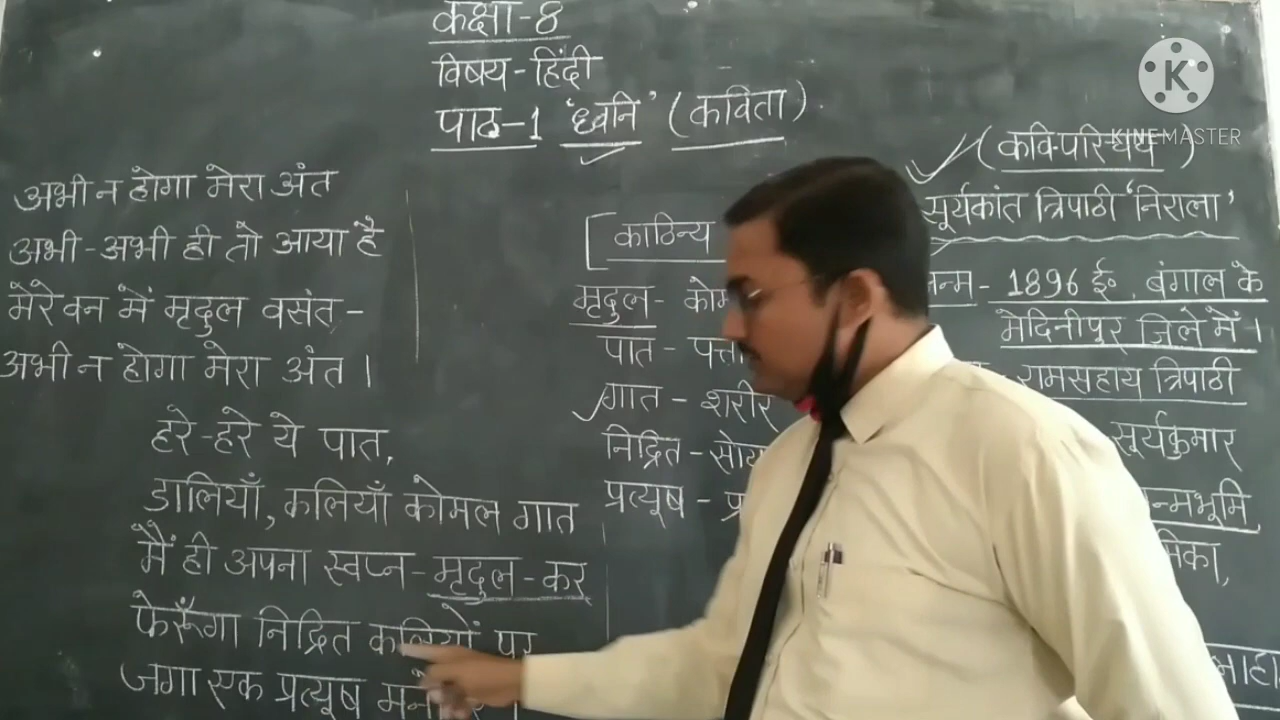 कक्षा-8
विषय-हिंदी
पाठ-1 'ध्वनि' (कविता)
K
KINEMASTER
अभी न होगा मेरा अंत
अभी-अभी ही तो आया है
मेरे वन में मृदुल वसंत-
अभी न होगा मेरा अंत।
हरे-हरे ये पात,
डालियाँ, कलियाँ कोमल गात
मैं ही अपना स्वप्न-मृदुल-कर
फेरूँगा निद्रित कलियों पर
जगा एक प्रत्यूष
[काठिन्य
मृदुल-
पात-
गात-शरीर
निद्रित-
प्रत्यूष-
(कवि-परिचय)
सूर्यकांत त्रिपाठी 'निराला'
जन्म-1896 ई॰ बंगाल के
मेदिनीपुर जिले में।
रामसहाय त्रिपाठी
सूर्यकुमार